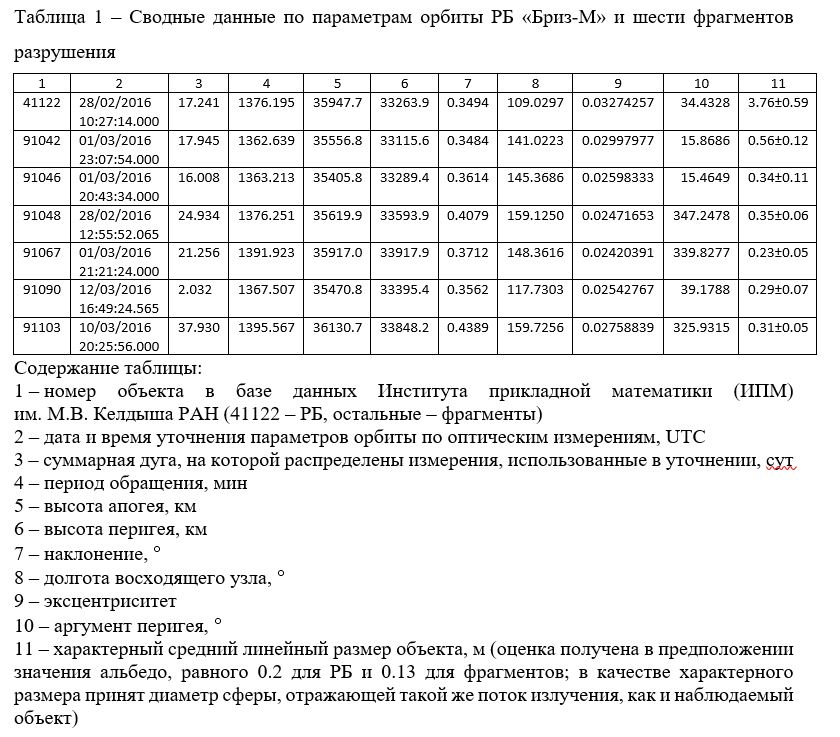 Таблица 1 – Сводные данные по параметрам орбиты РБ «Бриз-М» и шести фрагментов
разрушения
1 2 3 4 5 6 7 8 9 10 11
41122 28/02/2016 17.241 1376.195 35947.7 33263.9 0.3494 109.0297 0.03274257 34.4328 3.76±0.59
10:27:14.000
91042 01/03/2016 17.945 1362.639 35556.8 33115.6 0.3484 141.0223 0.02997977 15.8686 0.56±0.12
23:07:54.000
91046 01/03/2016 16.008 1363.213 35405.8 33289.4 0.3614 145.3686 0.02598333 15.4649 0.34±0.11
20:43:34.000
91048 28/02/2016 24.934 1376.251 35619.9 33593.9 0.4079 159.1250 0.02471653 347.2478 0.35±0.06
12:55:52.065
91067 01/03/2016 21.256 1391.923 35917.0 33917.9 0.3712 148.3616 0.02420391 339.8277 0.23±0.05
21:21:24.000
91090 12/03/2016 2.032 1367.507 35470.8 33395.4 0.3562 117.7303 0.02542767 39.1788 0.29±0.07
16:49:24.565
91103 10/03/2016 37.930 1395.567 36130.7 33848.2 0.4389 159.7256 0.02758839 325.9315 0.31±0.05
20:25:56.000
Содержание таблицы:
1 – номер объекта в базе данных Института прикладной математики (ИПМ)
им. М.В. Келдыша РАН (41122 – РБ, остальные – фрагменты)
2 – дата и время уточнения параметров орбиты по оптическим измерениям, UTC
3 – суммарная дуга, на которой распределены измерения, использованные в уточнении, сут
4 – период обращения, мин
5 – высота апогея, км
6 – высота перигея, км
7 – наклонение, °
8 – долгота восходящего узла, °
9 – эксцентриситет
10 – аргумент перигея, °
11 – характерный средний линейный размер объекта, м (оценка получена в предположении
значения альбедо, равного 0.2 для РБ и 0.13 для фрагментов; в качестве характерного
размера принят диаметр сферы, отражающей такой же поток излучения, как и наблюдаемый
объект)